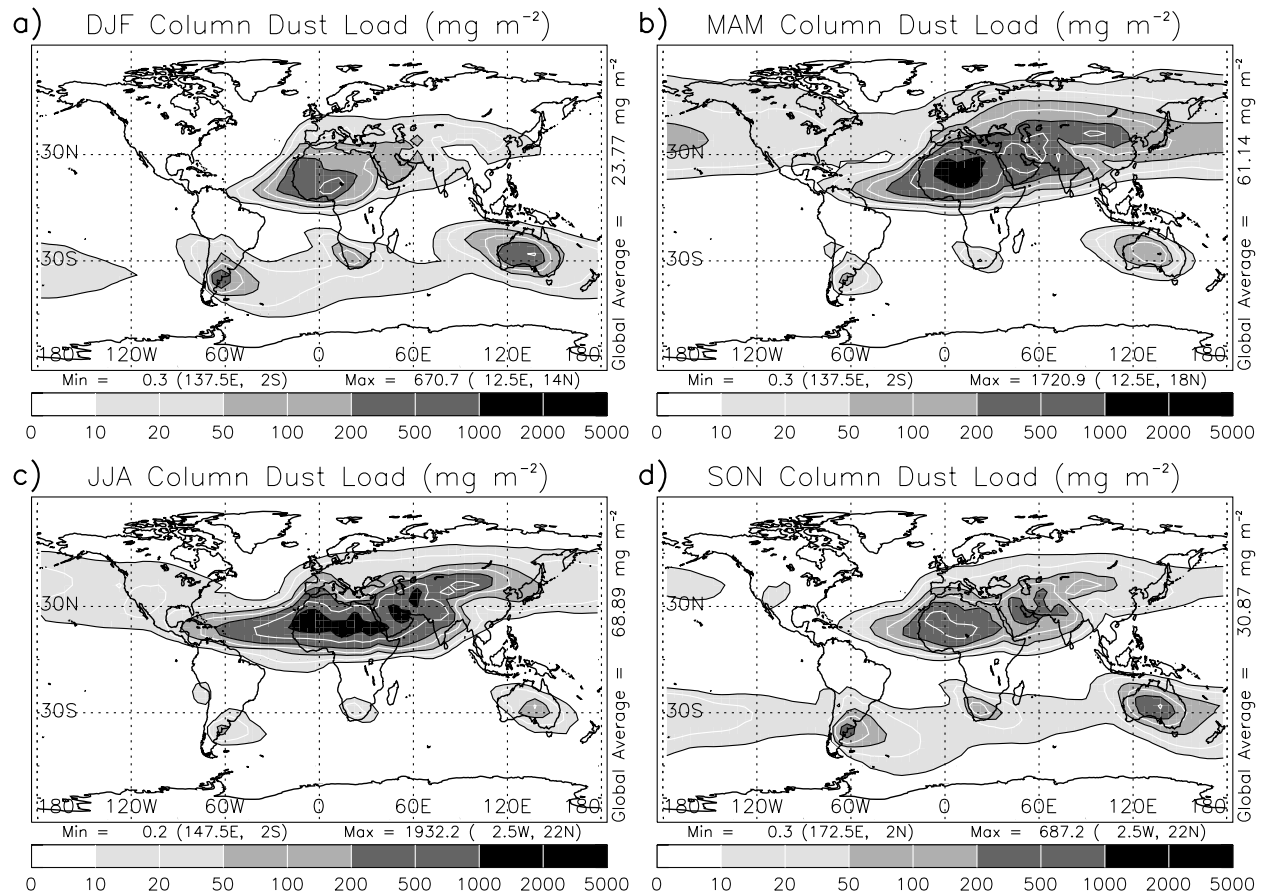 a) DJF Column Dust Load (mg m⁻²)
30N
30S
180 120W 60W 0 60E 120E 180
Global Average = 23.77 mg m⁻²
Min = 0.3 (137.5E, 2S) Max = 670.7 ( 12.5E, 14N)
0 10 20 50 100 200 500 1000 2000 5000
b) MAM Column Dust Load (mg m⁻²)
30N
30S
180 120W 60W 0 60E 120E 180
Global Average = 61.14 mg m⁻²
Min = 0.3 (137.5E, 2S) Max = 1720.9 ( 12.5E, 18N)
0 10 20 50 100 200 500 1000 2000 5000
c) JJA Column Dust Load (mg m⁻²)
30N
30S
180 120W 60W 0 60E 120E 180
Global Average = 68.89 mg m⁻²
Min = 0.2 (147.5E, 2S) Max = 1932.2 ( 2.5W, 22N)
0 10 20 50 100 200 500 1000 2000 5000
d) SON Column Dust Load (mg m⁻²)
30N
30S
180 120W 60W 0 60E 120E 180
Global Average = 30.87 mg m⁻²
Min = 0.3 (172.5E, 2N) Max = 687.2 ( 2.5W, 22N)
0 10 20 50 100 200 500 1000 2000 5000